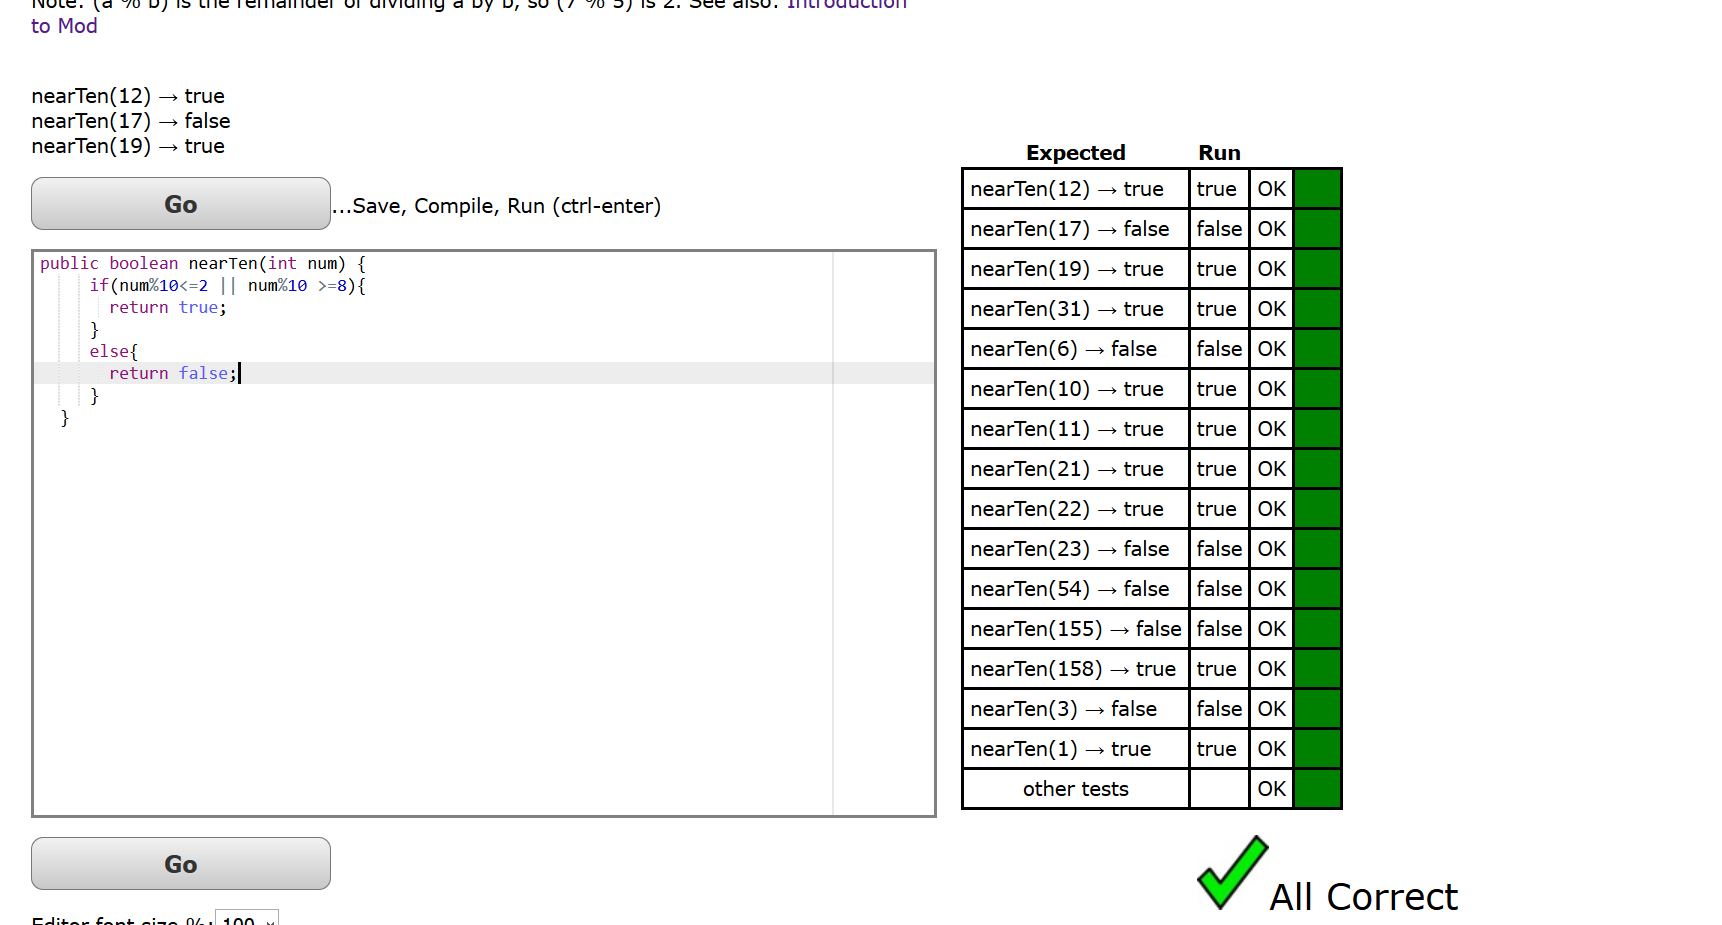 Note: (a % b) is the remainder of dividing a by b, so (7 % 5) is 2. See also: Introduction
to Mod
nearTen(12) → true
nearTen(17) → false
nearTen(19) → true
Go
...Save, Compile, Run (ctrl-enter)
public boolean nearTen(int num) {
if(num%10<=2 || num%10 >=8){
return true;
}
else{
return false;
}
}
Go
Editor font size %: 100
Expected Run
nearTen(12) → true true OK
nearTen(17) → false false OK
nearTen(19) → true true OK
nearTen(31) → true true OK
nearTen(6) → false false OK
nearTen(10) → true true OK
nearTen(11) → true true OK
nearTen(21) → true true OK
nearTen(22) → true true OK
nearTen(23) → false false OK
nearTen(54) → false false OK
nearTen(155) → false false OK
nearTen(158) → true true OK
nearTen(3) → false false OK
nearTen(1) → true true OK
other tests OK
All Correct